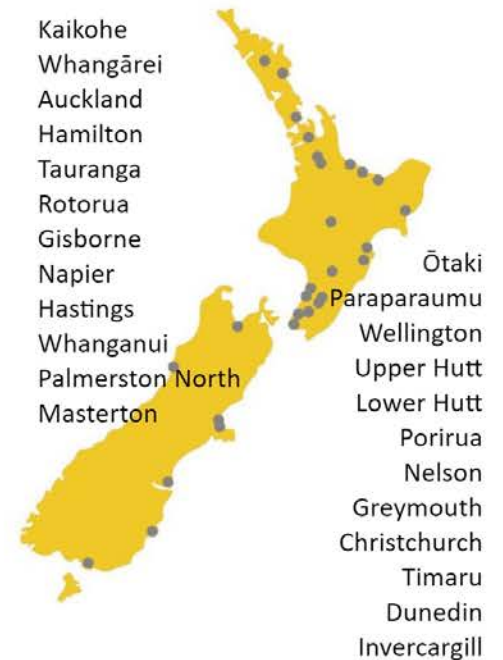 Kaikohe
Whangārei
Auckland
Hamilton
Tauranga
Rotorua
Gisborne
Napier
Hastings
Whanganui
Palmerston North
Masterton
Ōtaki
Paraparaumu
Wellington
Upper Hutt
Lower Hutt
Porirua
Nelson
Greymouth
Christchurch
Timaru
Dunedin
Invercargill